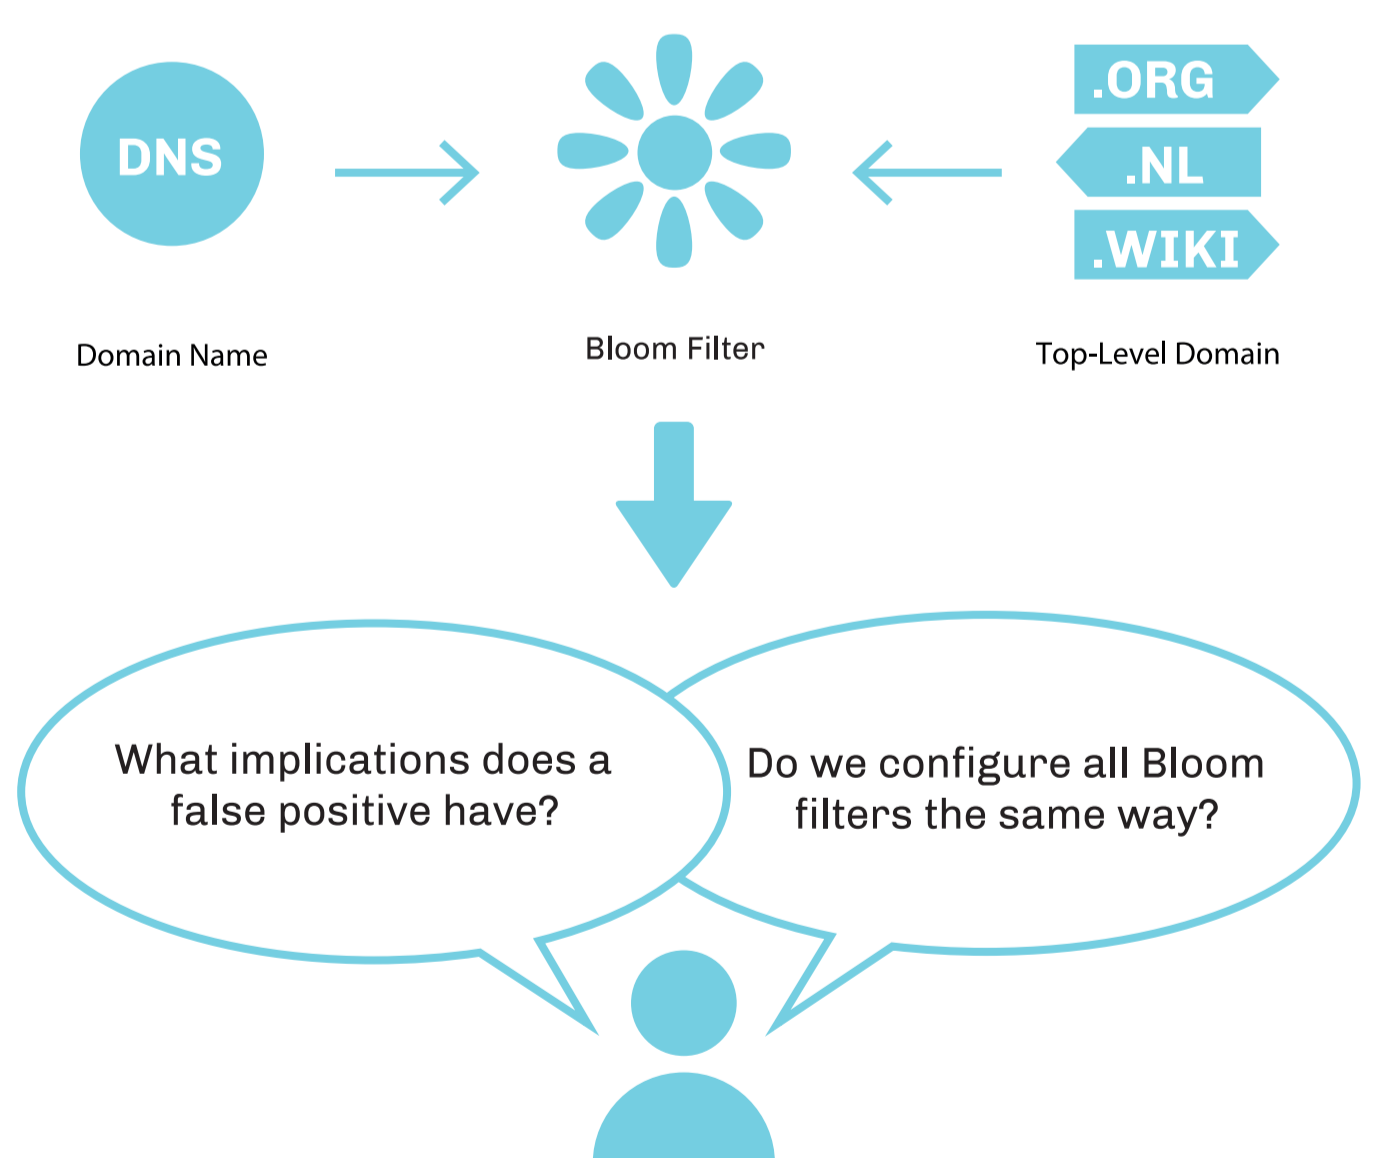 DNS
.ORG
.NL
.WIKI
Domain Name
Bloom Filter
Top-Level Domain
What implications does a
false positive have?
Do we configure all Bloom
filters the same way?